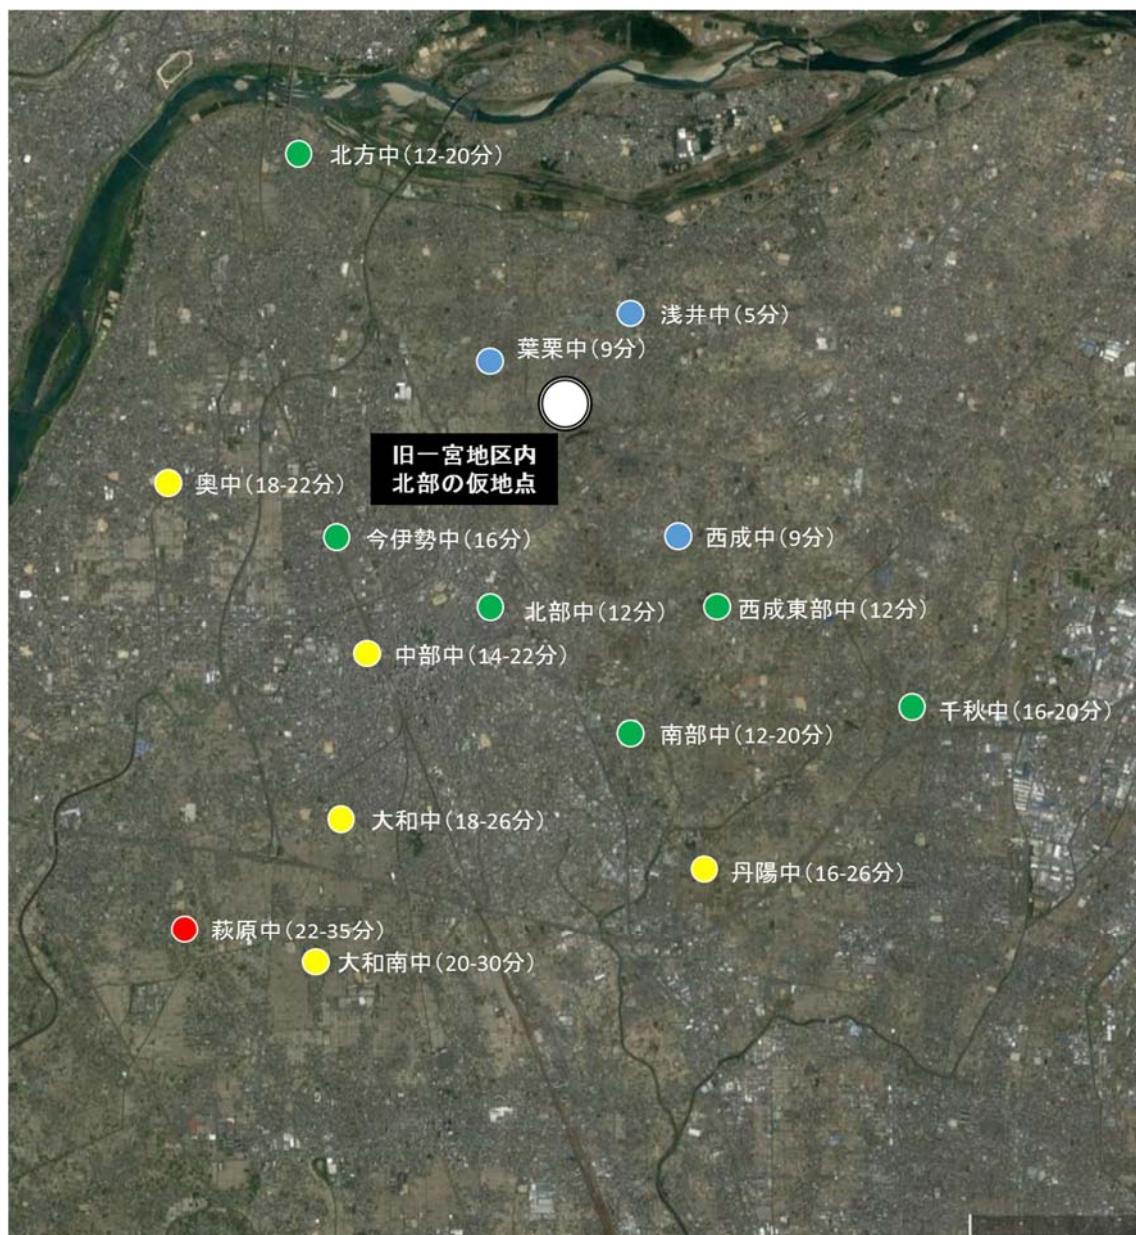 北方中(12-20分)
浅井中(5分)
葉栗中(9分)
旧一宮地区内
北部の仮地点
奥中(18-22分)
今伊勢中(16分)
西成中(9分)
北部中(12分)
西成東部中(12分)
中部中(14-22分)
千秋中(16-20分)
南部中(12-20分)
大和中(18-26分)
丹陽中(16-26分)
萩原中(22-35分)
大和南中(20-30分)